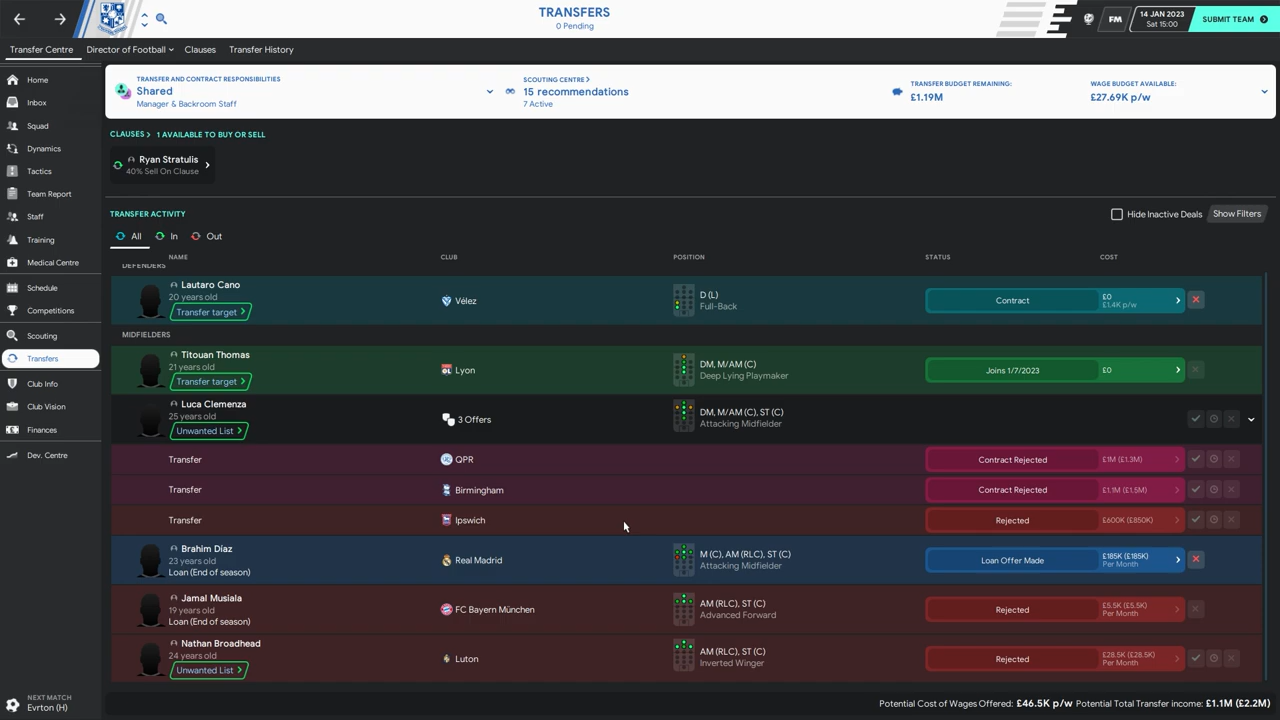 TRANSFERS
0 Pending
FM
14 JAN 2023
Sat 15:00
SUBMIT TEAM
Transfer Centre
Director of Football
Clauses
Transfer History
Home
Inbox
Squad
Dynamics
Tactics
Team Report
Staff
Training
Medical Centre
Schedule
Competitions
Scouting
Transfers
Club Info
Club Vision
Finances
Dev. Centre
NEXT MATCH
Evrton (H)
TRANSFER AND CONTRACT RESPONSIBILITIES
Shared
Manager & Backroom Staff
SCOUTING CENTRE >
15 recommendations
7 Active
TRANSFER BUDGET REMAINING:
£1.19M
WAGE BUDGET AVAILABLE:
£27.69K p/w
CLAUSES > 1 AVAILABLE TO BUY OR SELL
Ryan Stratulis
40% Sell On Clause
TRANSFER ACTIVITY
Hide Inactive Deals
Show Filters
All
In
Out
NAME CLUB POSITION STATUS COST
DEFENDERS
Lautaro Cano
20 years old
Transfer target >
Vélez
D (L)
Full-Back
Contract
£0
£1.4K p/w
MIDFIELDERS
Titouan Thomas
21 years old
Transfer target >
Lyon
DM, M/AM (C)
Deep Lying Playmaker
Joins 1/7/2023
£0
Luca Clemenza
25 years old
Unwanted List >
3 Offers
DM, M/AM (C), ST (C)
Attacking Midfielder
Transfer QPR Contract Rejected £1M (£1.3M)
Transfer Birmingham Contract Rejected £1.1M (£1.5M)
Transfer Ipswich Rejected £600K (£850K)
Brahim Díaz
23 years old
Loan (End of season)
Real Madrid
M (C), AM (RLC), ST (C)
Attacking Midfielder
Loan Offer Made
£185K (£185K)
Per Month
Jamal Musiala
19 years old
Loan (End of season)
FC Bayern München
AM (RLC), ST (C)
Advanced Forward
Rejected
£5.5K (£5.5K)
Per Month
Nathan Broadhead
24 years old
Unwanted List >
Luton
AM (RLC), ST (C)
Inverted Winger
Rejected
£28.5K (£28.5K)
Per Month
Potential Cost of Wages Offered: £46.5K p/w Potential Total Transfer income: £1.1M (£2.2M)